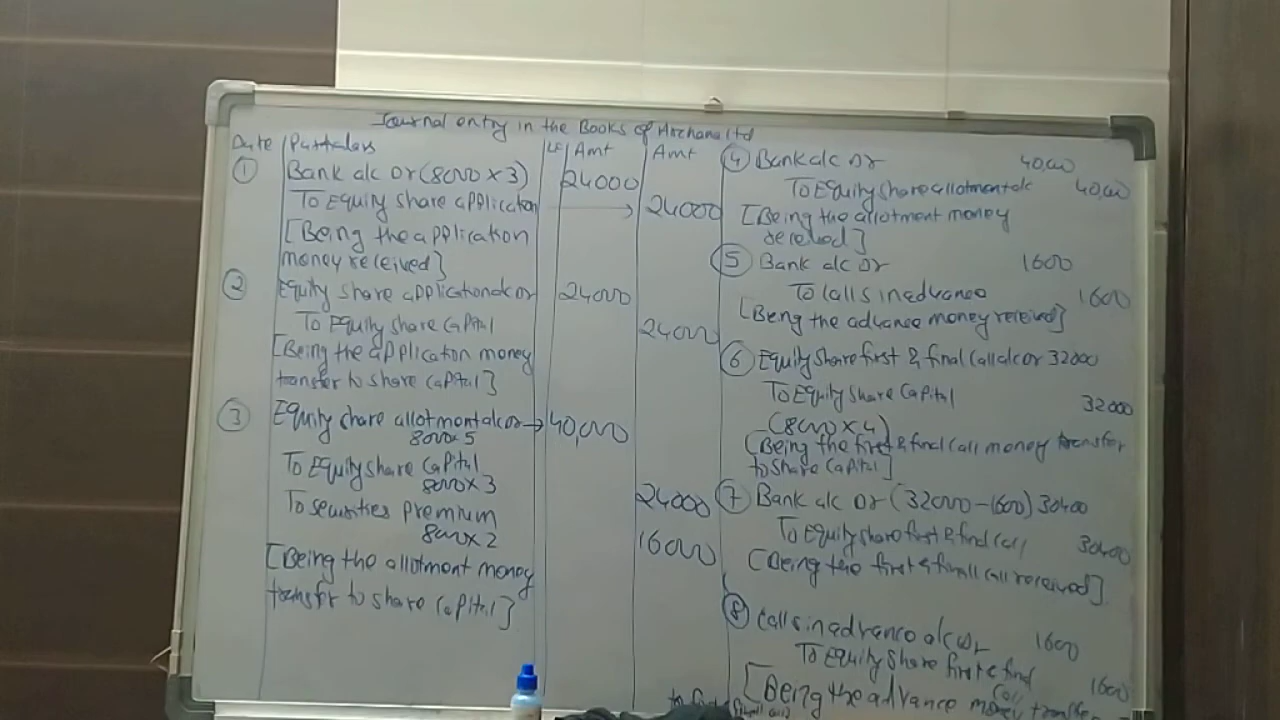 Journal entry in the Books of Archana Ltd
Date Particulars LF Amt Amt
① Bank a/c Dr (8000 x 3) 24000
To Equity share application → 24000
[Being the application
money received]
② Equity share application a/c Dr 24000
To Equity share Capital 24000
[Being the application money
transfer to share Capital]
③ Equity share allotment a/c Dr → 40,000
8000x5
To Equity share Capital 24000
8000x3
To securities premium 16000
8000x2
[Being the allotment money
transfer to share Capital]
④ Bank a/c Dr 40,000
To Equity share allotment a/c 40,000
[Being the allotment money
received]
⑤ Bank a/c Dr 1600
To Calls in advance 1600
[Being the advance money received]
⑥ Equity share first & final Call a/c Dr 32000
To Equity share Capital 32000
(8000 x 4)
[Being the first & final Call money transfer
to share Capital]
⑦ Bank a/c Dr (32000-1600) 30400
To Equity share first & final Call 30400
[Being the first & final call received]
⑧ Calls in advance a/c Dr 1600
To Equity share first & final
Call 1600
[Being the advance money transfer